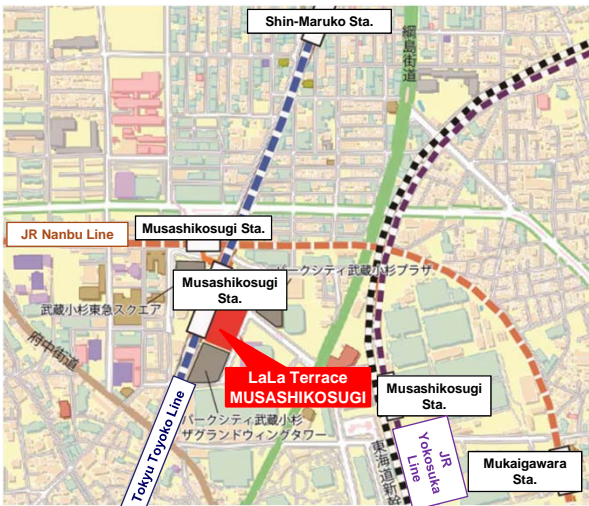 Shin-Maruko Sta.
綱島街道
JR Nanbu Line
Musashikosugi Sta.
パークシティ武蔵小杉プラザ
Musashikosugi
Sta.
武蔵小杉東急スクエア
府中街道
LaLa Terrace
MUSASHIKOSUGI
パークシティ武蔵小杉
ザグランドウィングタワー
Tokyu Toyoko Line
Musashikosugi
Sta.
東海道新幹
JR
Yokosuka
Line
Mukaigawara
Sta.